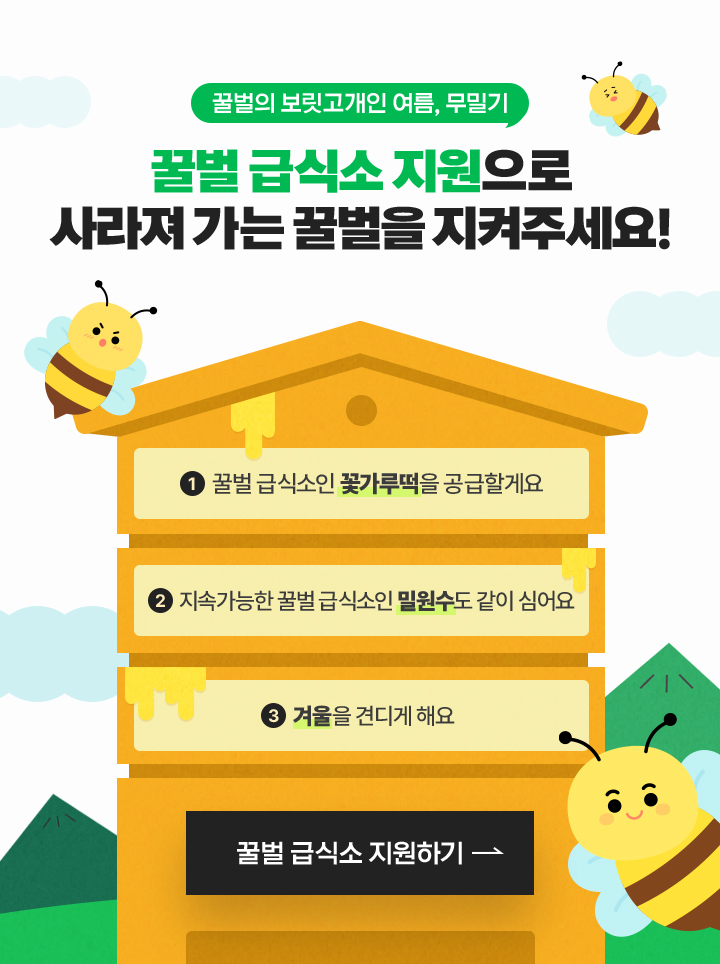 꿀벌의 보릿고개인 여름, 무밀기
꿀벌 급식소 지원으로
사라져 가는 꿀벌을 지켜주세요!
1 꿀벌 급식소인 꽃가루떡을 공급할게요
2 지속가능한 꿀벌 급식소인 밀원수도 같이 심어요
3 겨울을 견디게 해요
꿀벌 급식소 지원하기 →